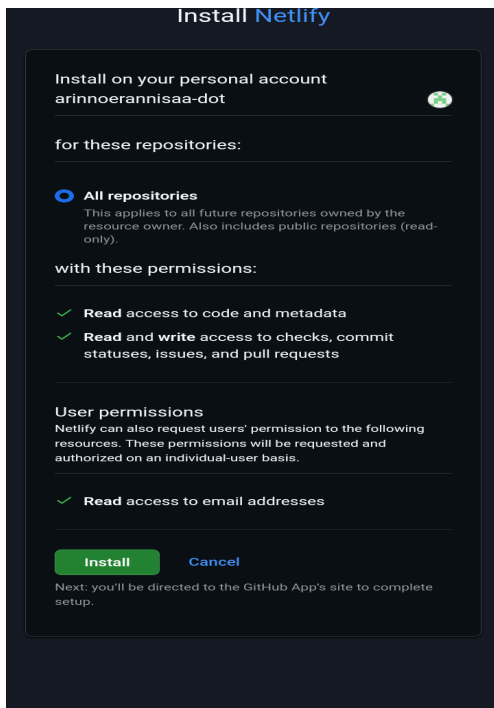 Install Netlify
Install on your personal account
arinnoerannisaa-dot
for these repositories:
All repositories
This applies to all future repositories owned by the
resource owner. Also includes public repositories (read-
only).
with these permissions:
Read access to code and metadata
Read and write access to checks, commit
statuses, issues, and pull requests
User permissions
Netlify can also request users' permission to the following
resources. These permissions will be requested and
authorized on an individual-user basis.
Read access to email addresses
Install Cancel
Next: you'll be directed to the GitHub App's site to complete
setup.